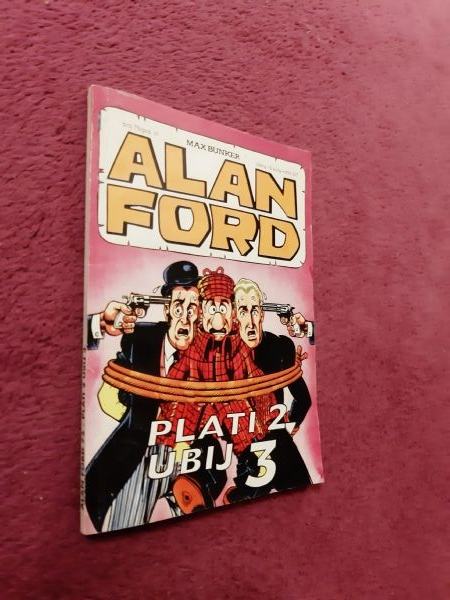 MAX BUNKER
ALAN
FORD
PLATI 2
UBIJ 3